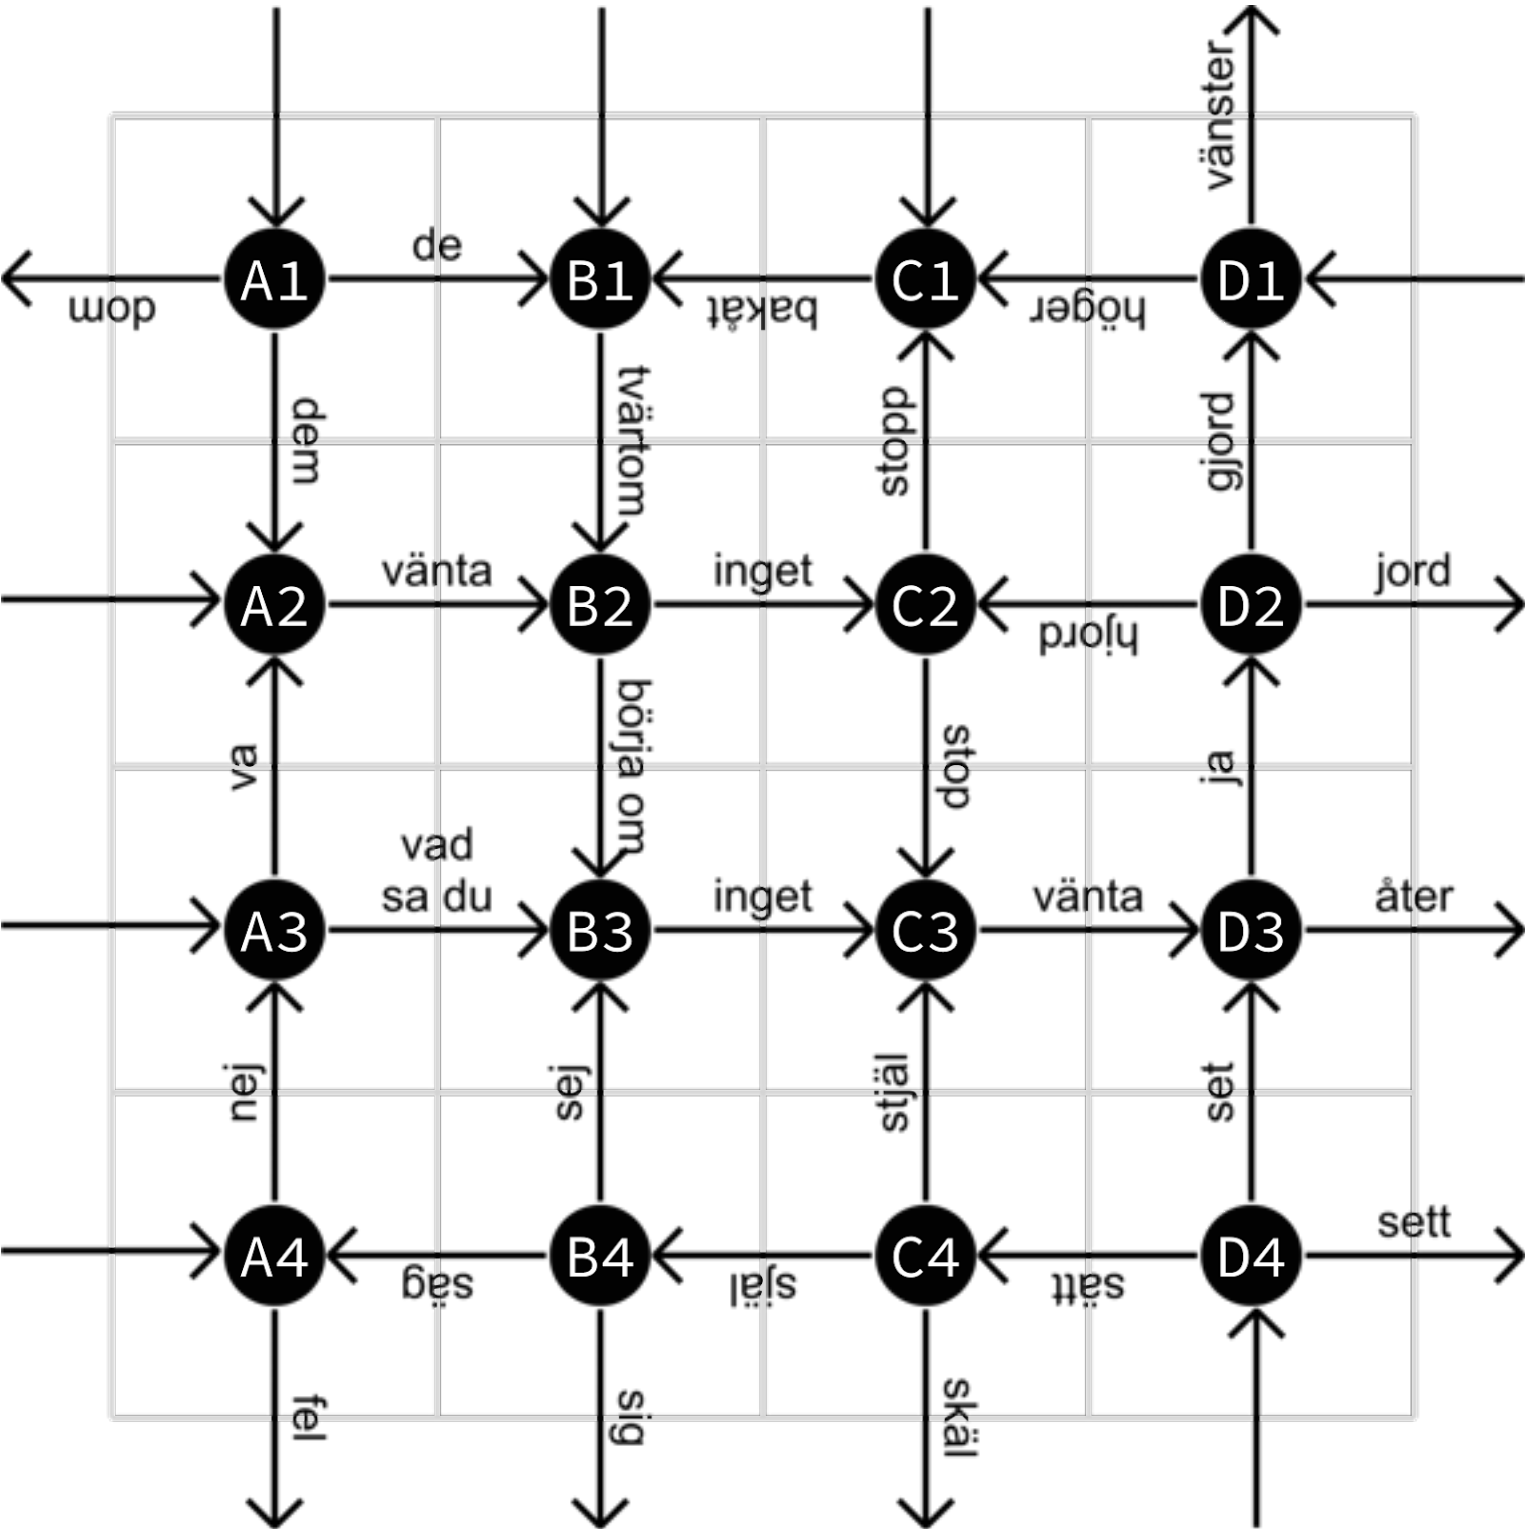 vänster
A1
de
B1
C1
D1
dom
bakåt
höger
dem
tvärtom
stopp
gjord
A2
vänta
B2
inget
C2
D2
jord
hjord
va
börja om
stop
ja
vad
sa du
A3
B3
inget
C3
vänta
D3
åter
nej
jes
stjäl
set
A4
B4
C4
D4
sett
säg
själ
sätt
fel
sig
skäl